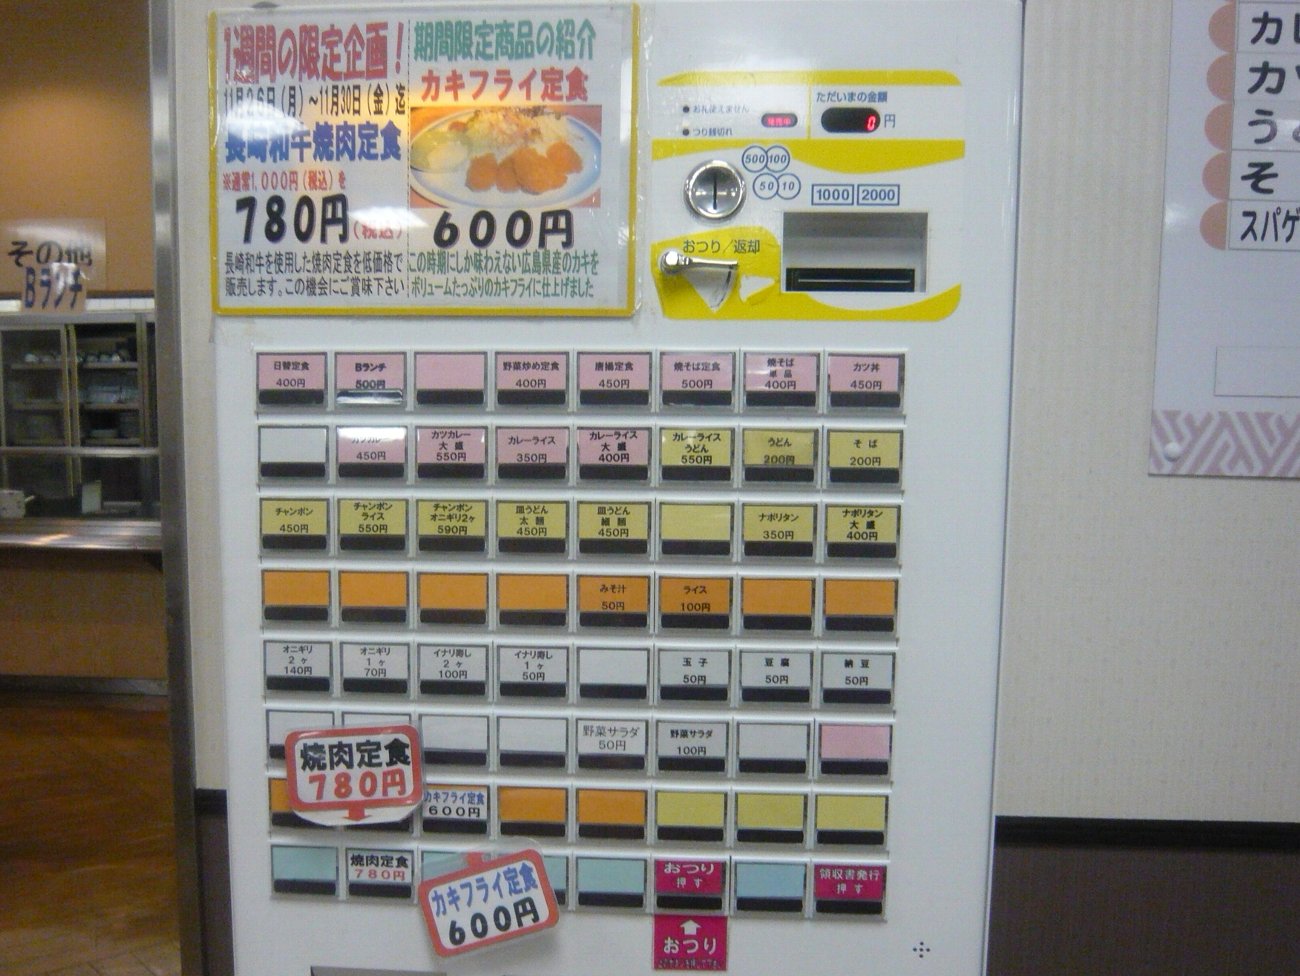 1週間の限定企画!
11月26日(月)~11月30日(金)迄
長崎和牛焼肉定食
※通常1,000円(税込)を
780円(税込)
長崎和牛を使用した焼肉定食を低価格で
販売します。この機会にご賞味下さい
期間限定商品の紹介
カキフライ定食
600円
この時期にしか味わえない広島県産のカキを
ボリュームたっぷりのカキフライに仕上げました
お札使えません
つり銭切れ
発売中
ただいまの金額
0円
500 100
50 10
1000 2000
おつり/返却
その他
Bランチ
カ
カツ
う
そ
スパゲ
日替定食
400円
Bランチ
500円
野菜炒め定食
400円
唐揚定食
450円
焼そば定食
500円
焼そば
単品
400円
カツ丼
450円
カツカレー
450円
カツカレー
大盛
550円
カレーライス
350円
カレーライス
大盛
400円
カレーライス
うどん
550円
うどん
200円
そば
200円
チャンポン
450円
チャンポン
ライス
550円
チャンポン
オニギリ2ヶ
590円
皿うどん
太麺
450円
皿うどん
細麺
450円
ナポリタン
350円
ナポリタン
大盛
400円
みそ汁
50円
ライス
100円
オニギリ
2ヶ
140円
オニギリ
1ヶ
70円
イナリ寿し
2ヶ
100円
イナリ寿し
1ヶ
50円
玉子
50円
豆腐
50円
納豆
50円
野菜サラダ
50円
野菜サラダ
100円
焼肉定食
780円
カキフライ定食
600円
焼肉定食
780円
カキフライ定食
600円
おつり
押す
領収書発行
押す
おつり